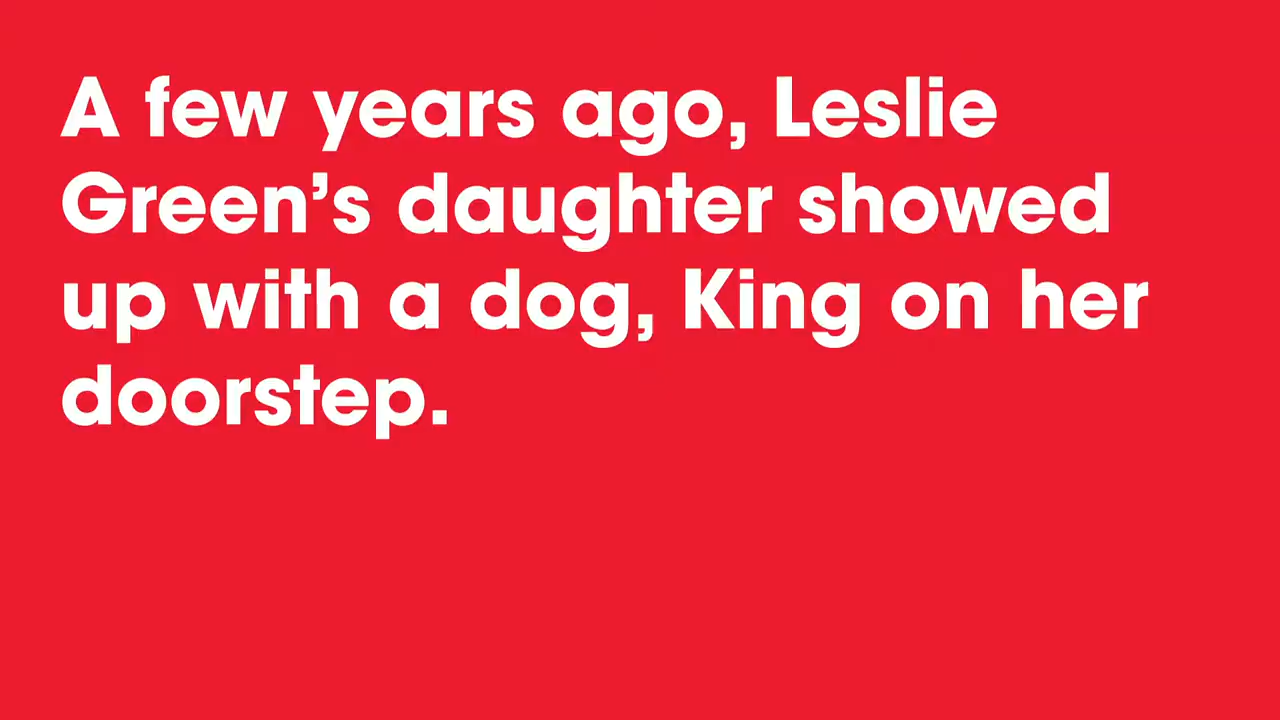 A few years ago, Leslie
Green’s daughter showed
up with a dog, King on her
doorstep.